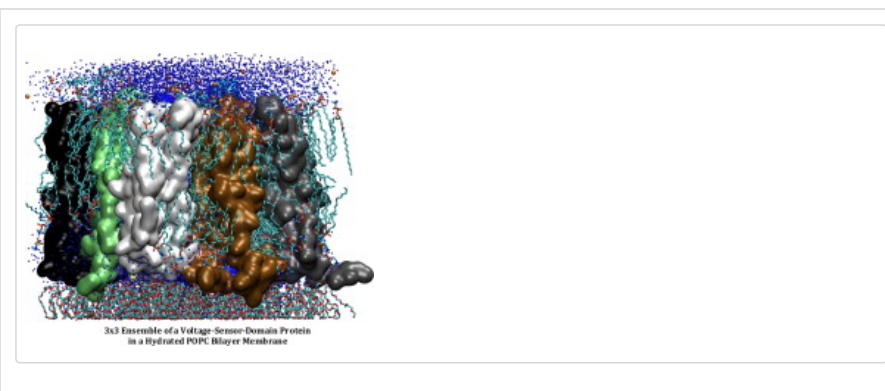 3x3 Ensemble of a Voltage-Sensor-Domain Protein
in a Hydrated POPC Bilayer Membrane